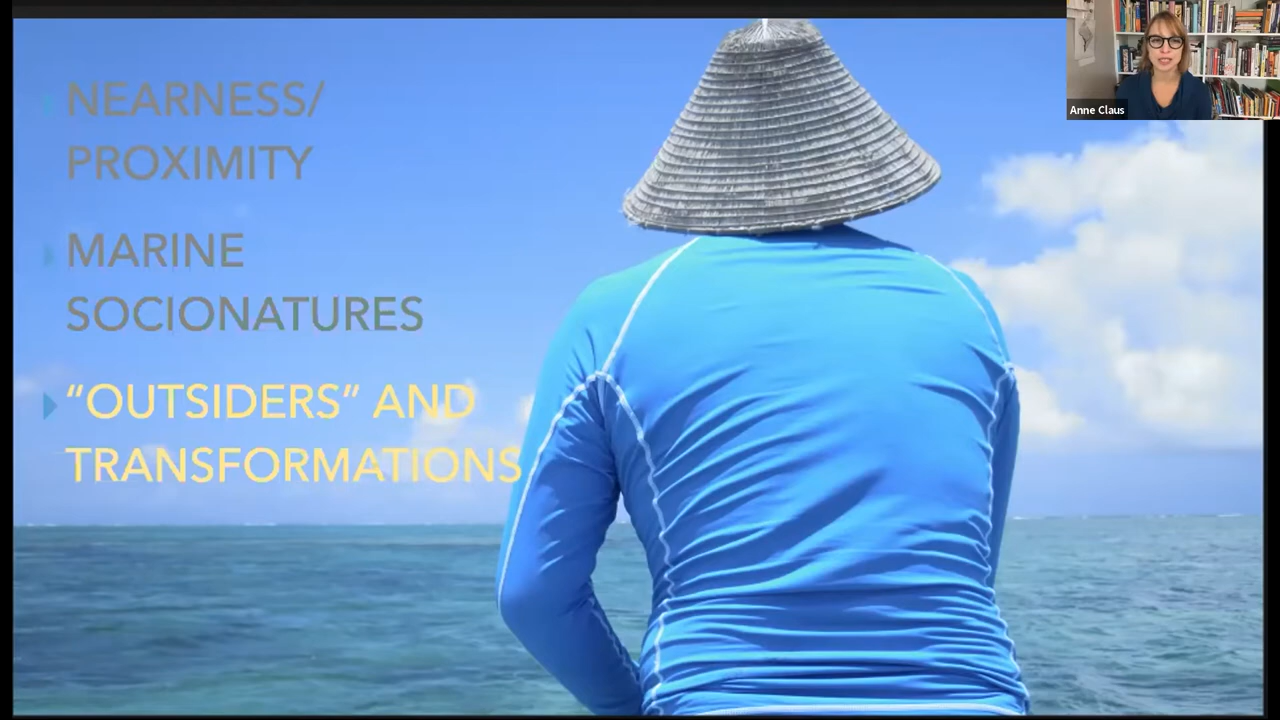 NEARNESS/
PROXIMITY
MARINE
SOCIONATURES
“OUTSIDERS” AND
TRANSFORMATIONS
Anne Claus